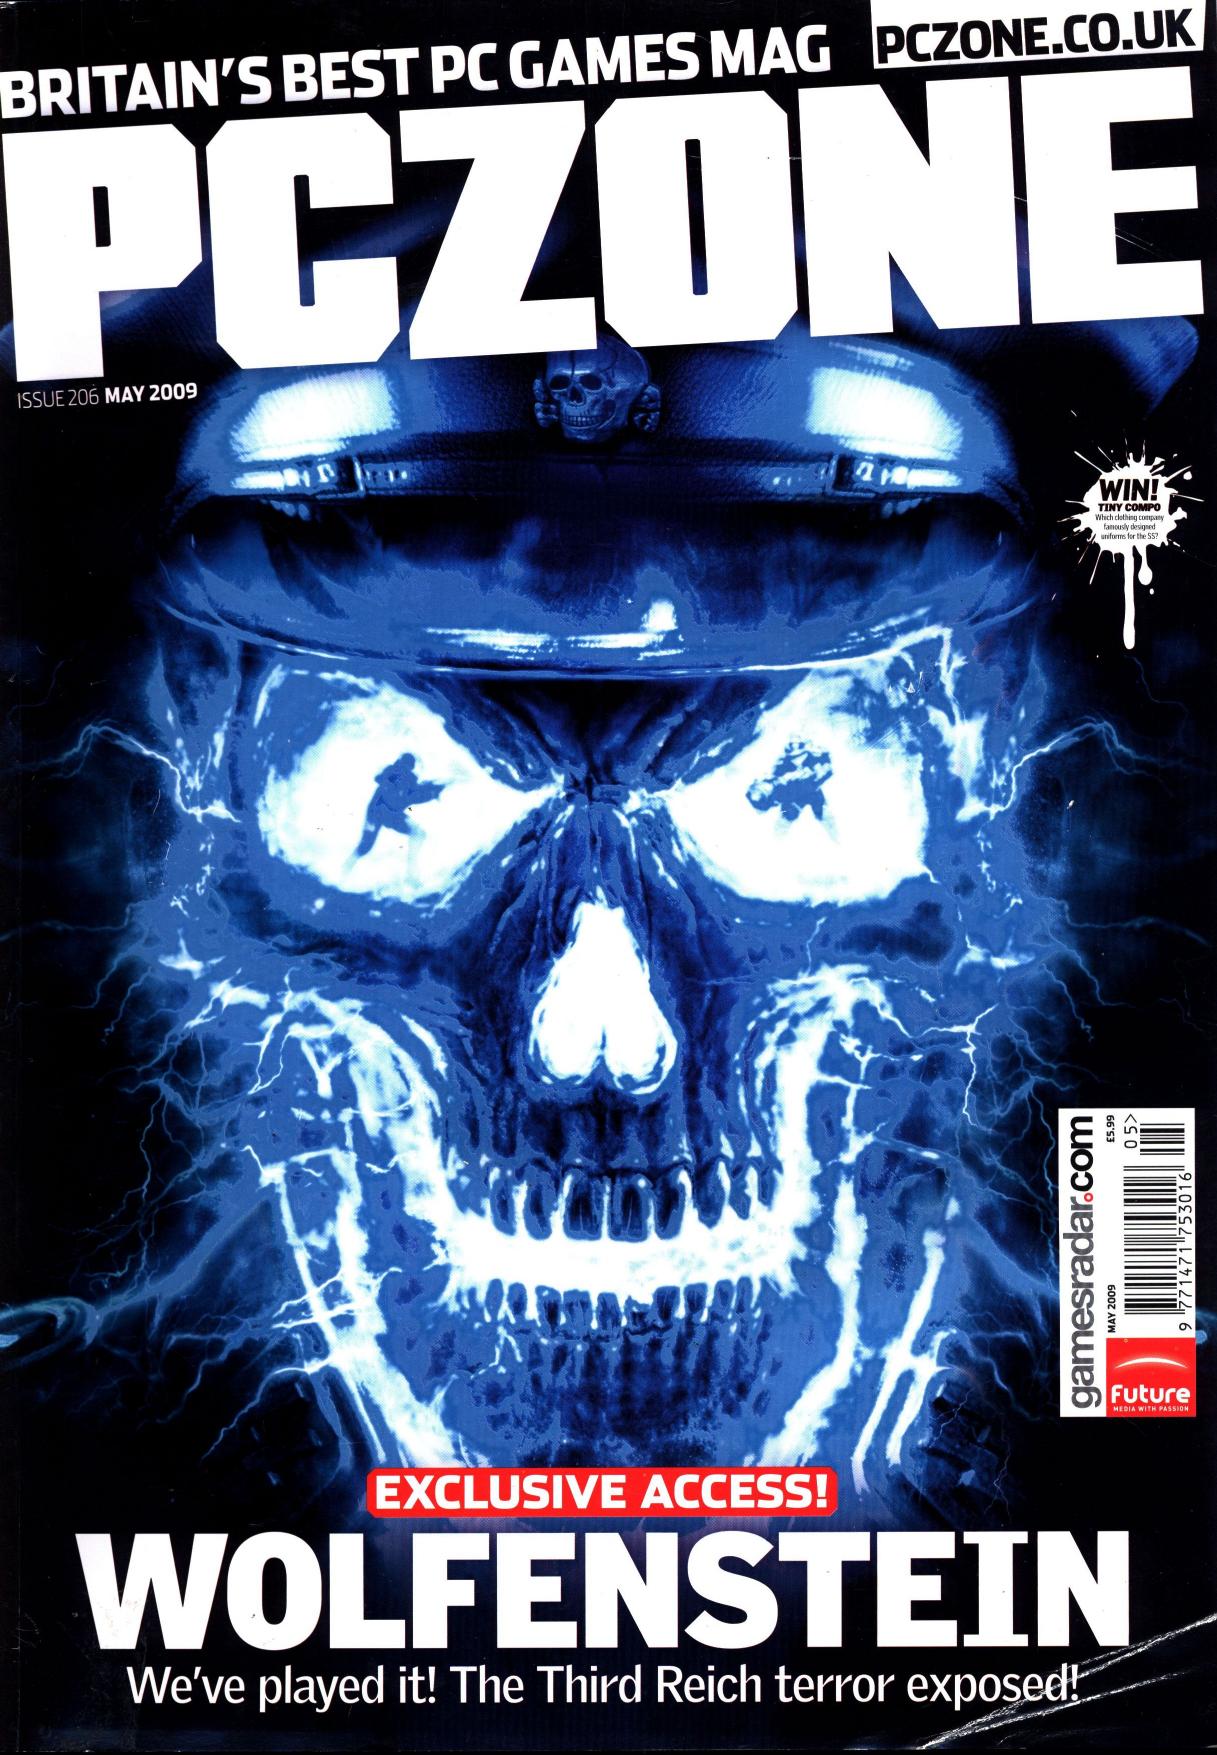 BRITAIN'S BEST PC GAMES MAG
PCZONE.CO.UK
PCZONE
ISSUE 206 MAY 2009
WIN!
TINY COMPO
Which clothing company
famously designed
uniforms for the SS?
gamesradar.com
MAY 2009
£5.99
05>
9 771471 753016
Future
MEDIA WITH PASSION
EXCLUSIVE ACCESS!
WOLFENSTEIN
We've played it! The Third Reich terror exposed!